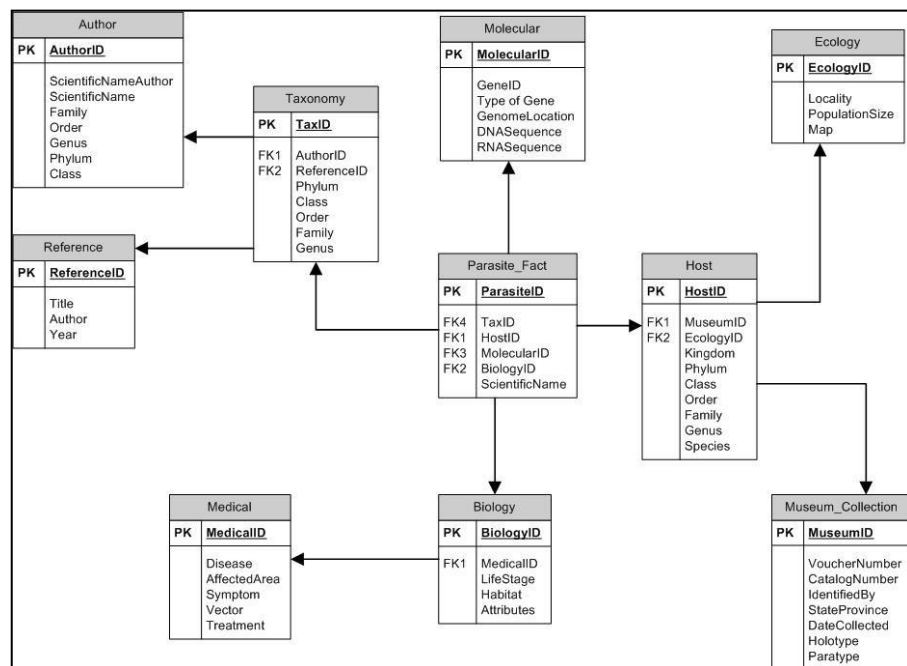 Author
PK AuthorID
ScientificNameAuthor
ScientificName
Family
Order
Genus
Phylum
Class
Reference
PK ReferenceID
Title
Author
Year
Taxonomy
PK TaxID
FK1 AuthorID
FK2 ReferenceID
Phylum
Class
Order
Family
Genus
Molecular
PK MolecularID
GeneID
Type of Gene
GenomeLocation
DNASequence
RNASequence
Ecology
PK EcologyID
Locality
PopulationSize
Map
Parasite_Fact
PK ParasiteID
FK4 TaxID
FK1 HostID
FK3 MolecularID
FK2 BiologyID
ScientificName
Host
PK HostID
FK1 MuseumID
FK2 EcologyID
Kingdom
Phylum
Class
Order
Family
Genus
Species
Medical
PK MedicalID
Disease
AffectedArea
Symptom
Vector
Treatment
Biology
PK BiologyID
FK1 MedicalID
LifeStage
Habitat
Attributes
Museum_Collection
PK MuseumID
VoucherNumber
CatalogNumber
IdentifiedBy
StateProvince
DateCollected
Holotype
Paratype